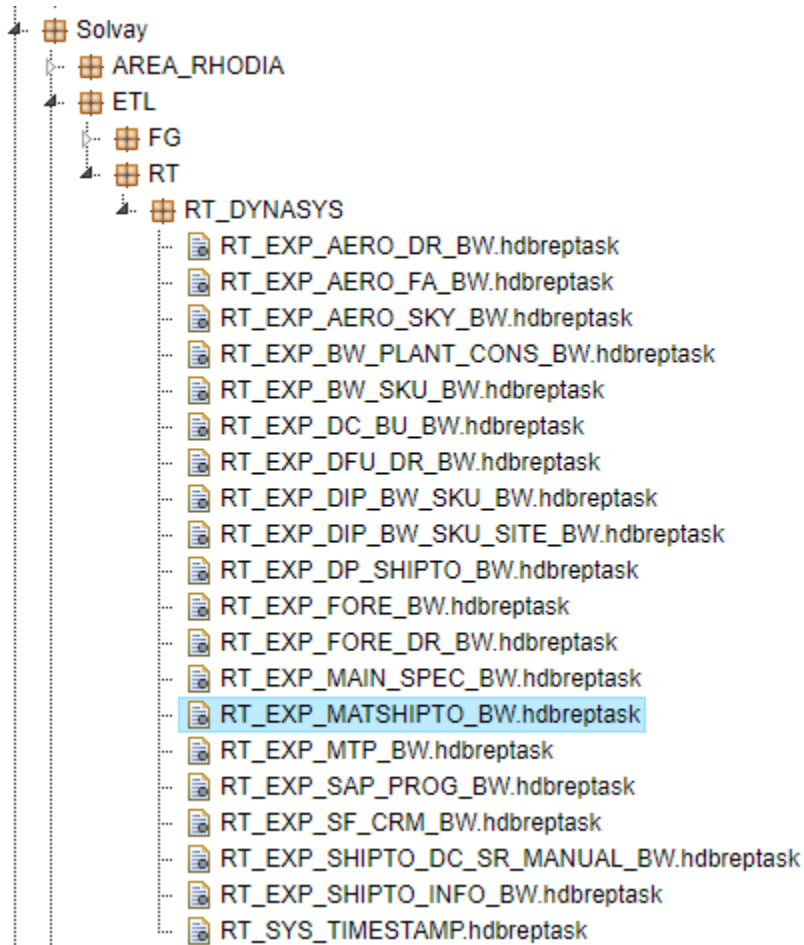 Solvay
AREA_RHODIA
ETL
FG
RT
RT_DYNASYS
RT_EXP_AERO_DR_BW.hdbreptask
RT_EXP_AERO_FA_BW.hdbreptask
RT_EXP_AERO_SKY_BW.hdbreptask
RT_EXP_BW_PLANT_CONS_BW.hdbreptask
RT_EXP_BW_SKU_BW.hdbreptask
RT_EXP_DC_BU_BW.hdbreptask
RT_EXP_DFU_DR_BW.hdbreptask
RT_EXP_DIP_BW_SKU_BW.hdbreptask
RT_EXP_DIP_BW_SKU_SITE_BW.hdbreptask
RT_EXP_DP_SHIPTO_BW.hdbreptask
RT_EXP_FORE_BW.hdbreptask
RT_EXP_FORE_DR_BW.hdbreptask
RT_EXP_MAIN_SPEC_BW.hdbreptask
RT_EXP_MATSHIPTO_BW.hdbreptask
RT_EXP_MTP_BW.hdbreptask
RT_EXP_SAP_PROG_BW.hdbreptask
RT_EXP_SF_CRM_BW.hdbreptask
RT_EXP_SHIPTO_DC_SR_MANUAL_BW.hdbreptask
RT_EXP_SHIPTO_INFO_BW.hdbreptask
RT_SYS_TIMESTAMP.hdbreptask